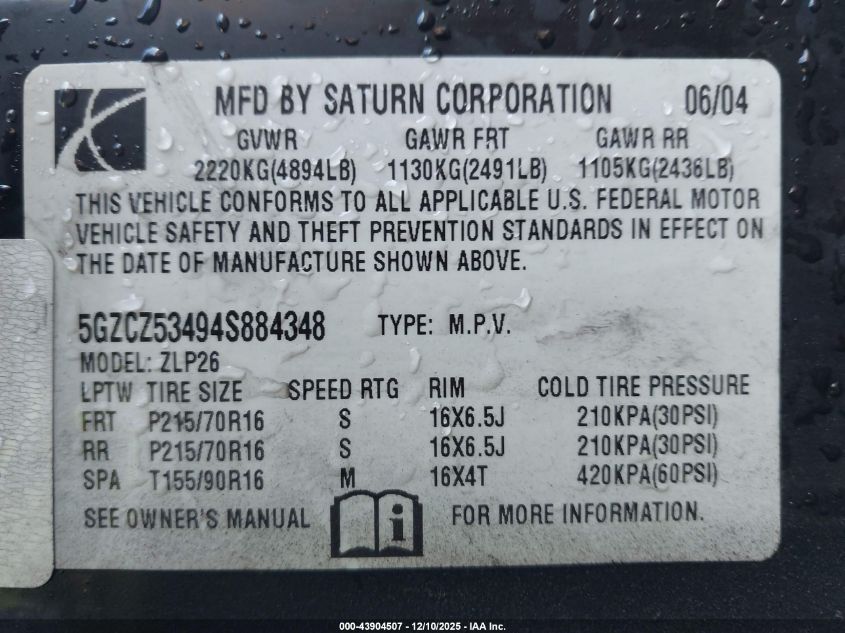 MFD BY SATURN CORPORATION 06/04
GVWR GAWR FRT GAWR RR
2220KG(4894LB) 1130KG(2491LB) 1105KG(2436LB)
THIS VEHICLE CONFORMS TO ALL APPLICABLE U.S. FEDERAL MOTOR
VEHICLE SAFETY AND THEFT PREVENTION STANDARDS IN EFFECT ON
THE DATE OF MANUFACTURE SHOWN ABOVE.
5GZCZ53494S884348 TYPE: M.P.V.
MODEL: ZLP26
LPTW TIRE SIZE SPEED RTG RIM COLD TIRE PRESSURE
FRT P215/70R16 S 16X6.5J 210KPA(30PSI)
RR P215/70R16 S 16X6.5J 210KPA(30PSI)
SPA T155/90R16 M 16X4T 420KPA(60PSI)
SEE OWNER'S MANUAL i FOR MORE INFORMATION.
000-43904507 - 12/10/2025 - IAA Inc.